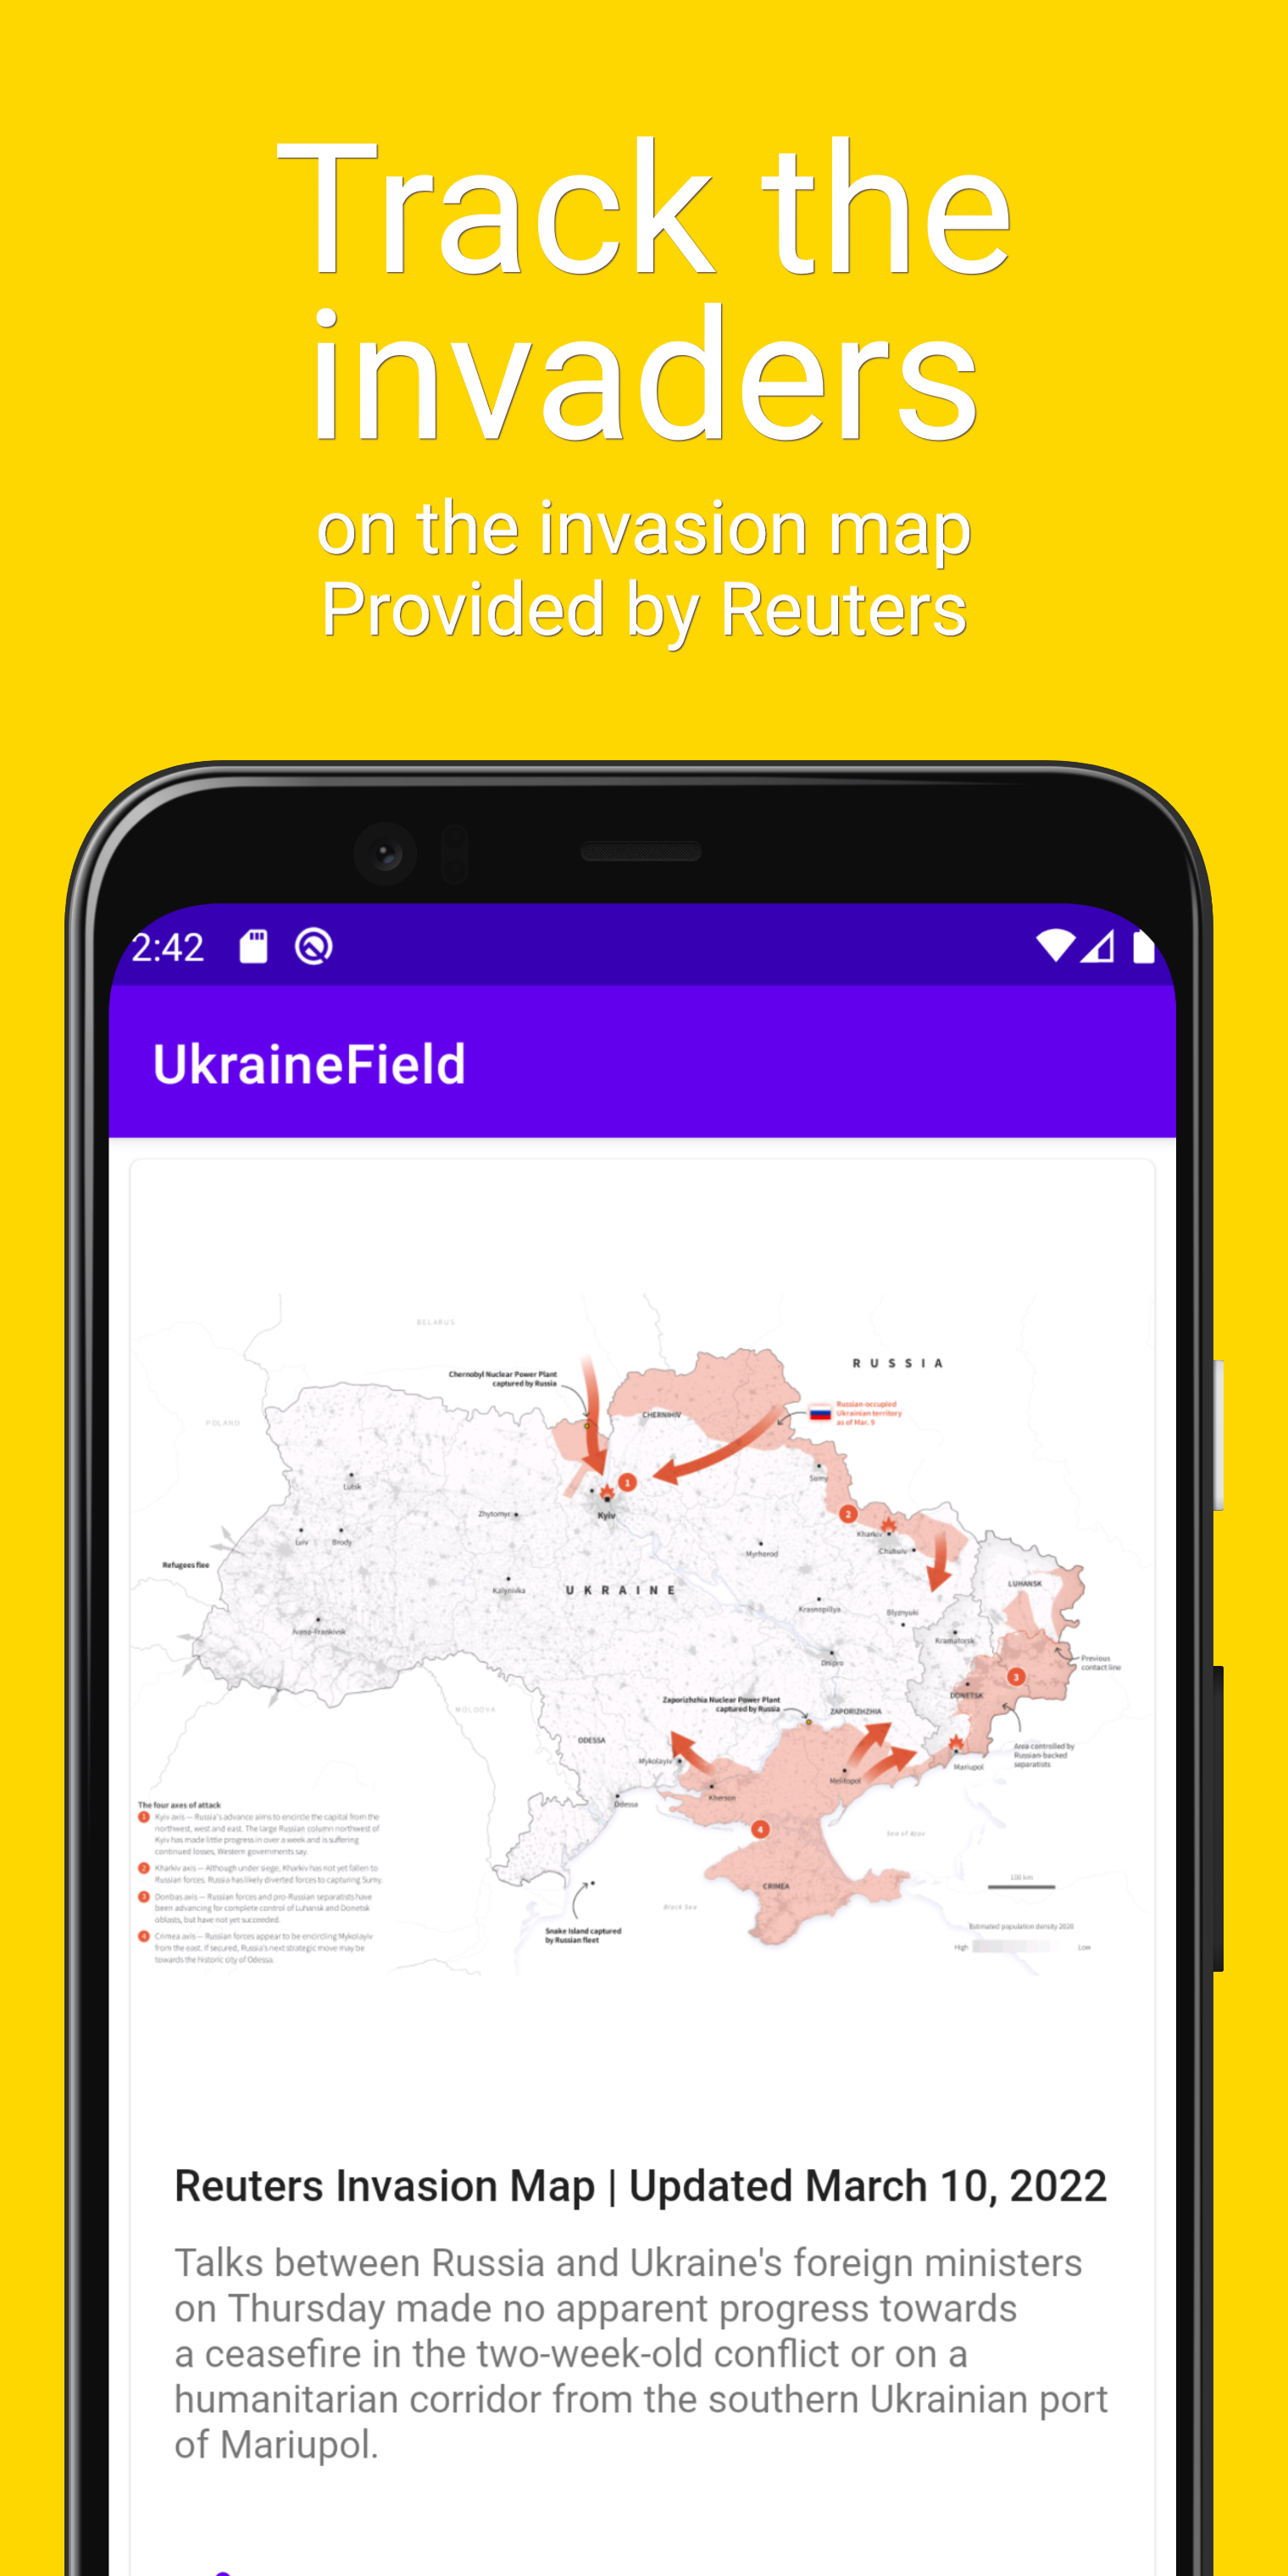 Track the
invaders
on the invasion map
Provided by Reuters
2:42
UkraineField
BELARUS
RUSSIA
Chernobyl Nuclear Power Plant
captured by Russia
Russian-occupied
Ukrainian territory
as of Mar. 9
CHERNIHIV
POLAND
Sumy
Lutsk
1
2
Zhytomyr
Kyiv
Kharkiv
Lviv
Brody
Chuhuiv
Myrhorod
Refugees flee
LUHANSK
Kalynivka
UKRAINE
Krasnopillya
Blyznyuki
Ivano-Frankivsk
Kramatorsk
Dnipro
Previous
contact line
3
DONETSK
Zaporizhzhia Nuclear Power Plant
captured by Russia
ZAPORIZHZHIA
MOLDOVA
ODESSA
Area controlled by
Russian-backed
separatists
Mykolayiv
Mariupol
Melitopol
Kherson
Odessa
4
Sea of Azov
The four axes of attack
1 Kyiv axis — Russia's advance aims to encircle the capital from the
northwest, west and east. The large Russian column northwest of
Kyiv has made little progress in over a week and is suffering
continued losses, Western governments say.
2 Kharkiv axis — Although under siege, Kharkiv has not yet fallen to
Russian forces. Russia has likely diverted forces to capturing Sumy.
3 Donbas axis — Russian forces and pro-Russian separatists have
been advancing for complete control of Luhansk and Donetsk
oblasts, but have not yet succeeded.
4 Crimea axis — Russian forces appear to be encircling Mykolayiv
from the east. If secured, Russia's next strategic move may be
towards the historic city of Odessa.
CRIMEA
100 km
Black Sea
Snake Island captured
by Russian fleet
Estimated population density 2020
High
Low
Reuters Invasion Map | Updated March 10, 2022
Talks between Russia and Ukraine's foreign ministers
on Thursday made no apparent progress towards
a ceasefire in the two-week-old conflict or on a
humanitarian corridor from the southern Ukrainian port
of Mariupol.